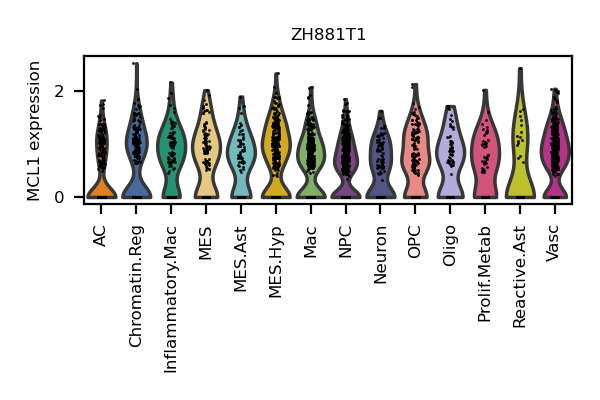 ZH881T1
MCL1 expression
2
0
AC
Chromatin.Reg
Inflammatory.Mac
MES
MES.Ast
MES.Hyp
Mac
NPC
Neuron
OPC
Oligo
Prolif.Metab
Reactive.Ast
Vasc